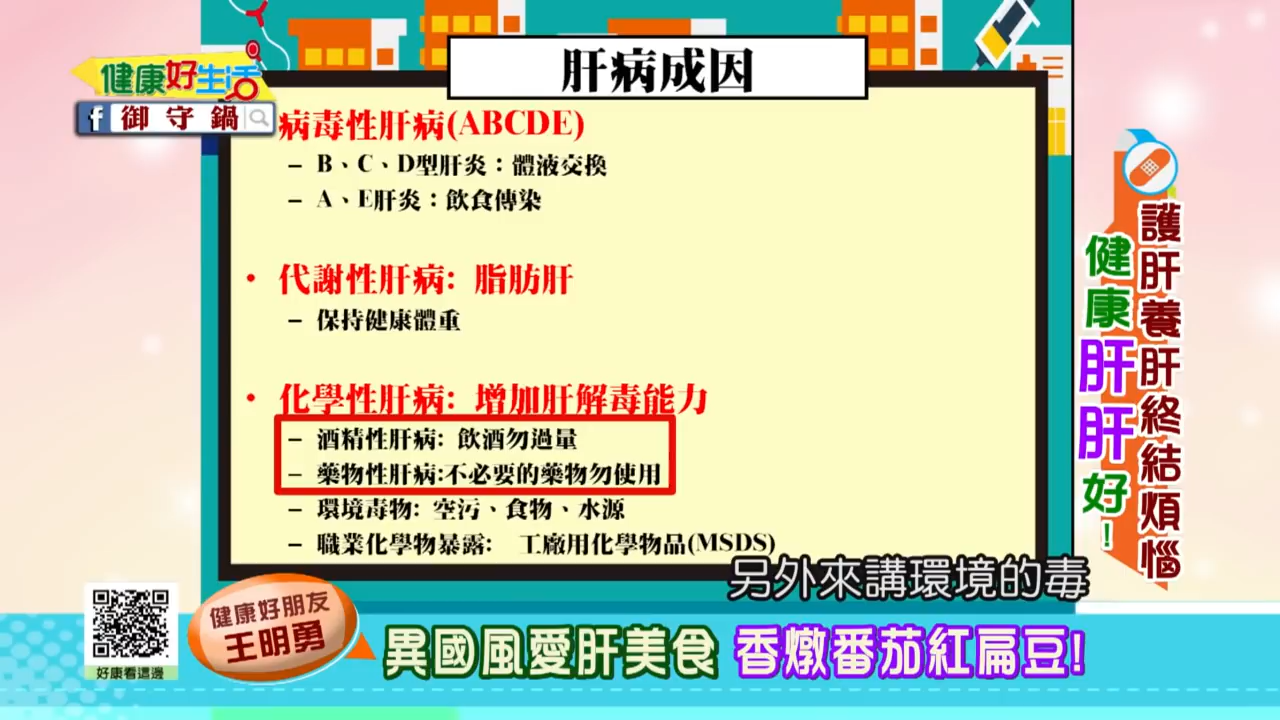 肝病成因
健康好生活
御守鍋
病毒性肝病(ABCDE)
– B、C、D型肝炎：體液交換
– A、E肝炎：飲食傳染
• 代謝性肝病: 脂肪肝
– 保持健康體重
• 化學性肝病: 增加肝解毒能力
– 酒精性肝病: 飲酒勿過量
– 藥物性肝病:不必要的藥物勿使用
– 環境毒物: 空污、食物、水源
– 職業化學物暴露: 工廠用化學物品(MSDS)
護肝養肝終結煩惱
健康肝肝好!
另外來講環境的毒
好康看這邊
健康好朋友
王明勇
異國風愛肝美食 香燉番茄紅扁豆!